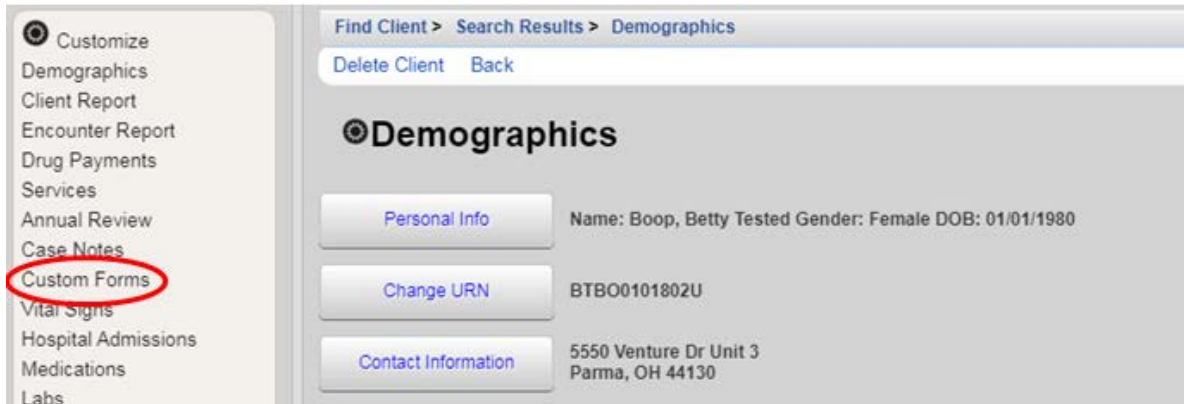 Customize
Demographics
Client Report
Encounter Report
Drug Payments
Services
Annual Review
Case Notes
Custom Forms
Vital Signs
Hospital Admissions
Medications
Labs
Find Client > Search Results > Demographics
Delete Client Back
Demographics
Personal Info Name: Boop, Betty Tested Gender: Female DOB: 01/01/1980
Change URN BTBO0101802U
Contact Information 5550 Venture Dr Unit 3
Parma, OH 44130